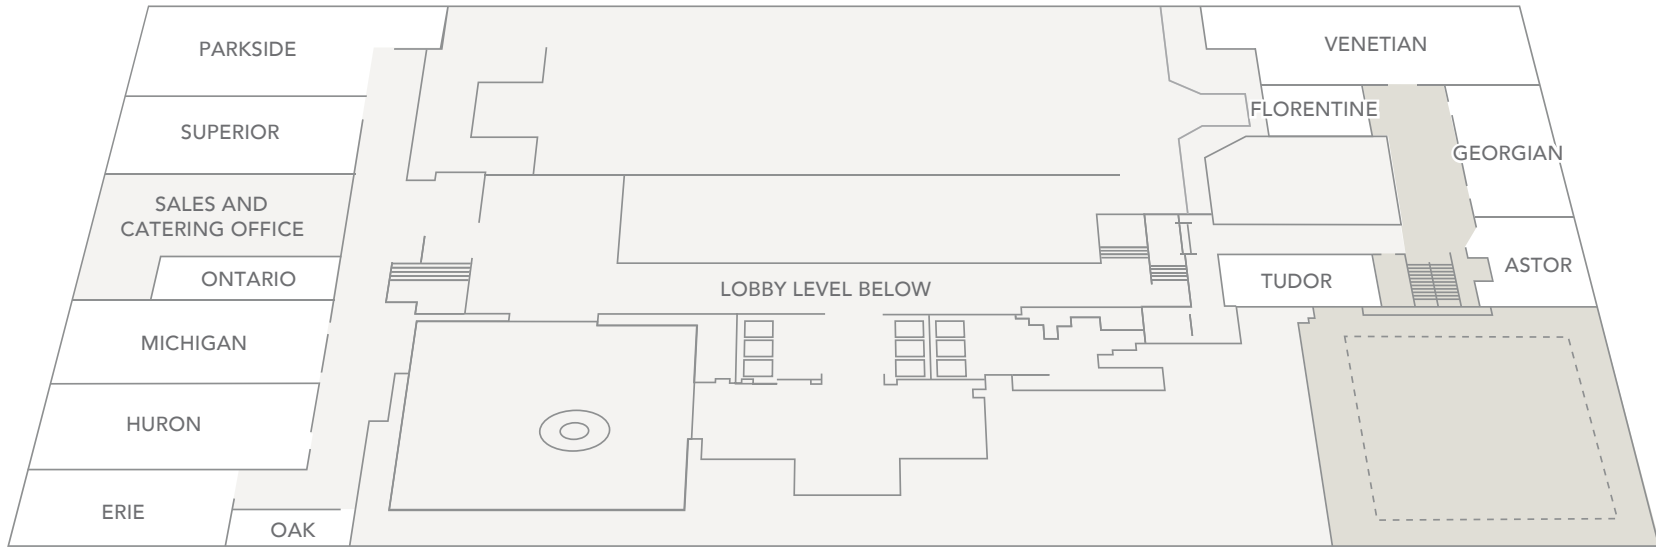 PARKSIDE
VENETIAN
SUPERIOR
FLORENTINE
GEORGIAN
SALES AND
CATERING OFFICE
ONTARIO
LOBBY LEVEL BELOW
TUDOR
ASTOR
MICHIGAN
HURON
ERIE
OAK